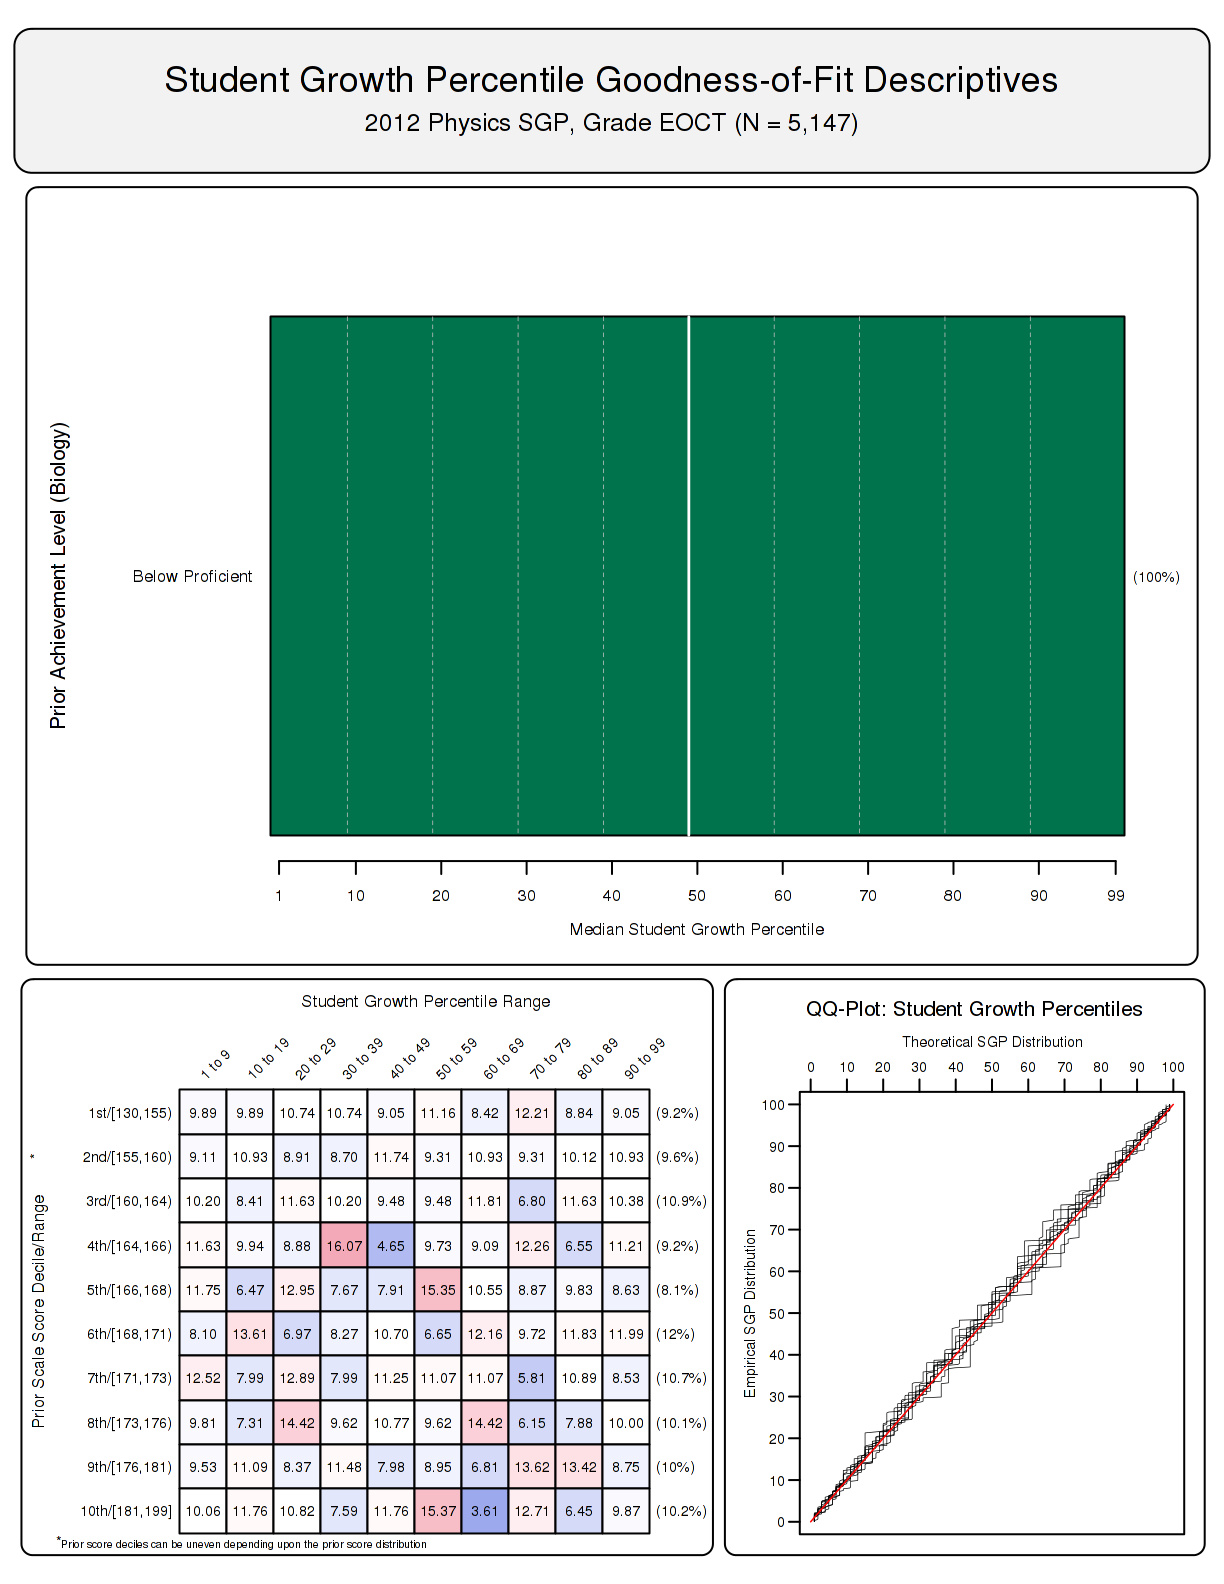 Student Growth Percentile Goodness-of-Fit Descriptives
2012 Physics SGP, Grade EOCT (N = 5,147)
Prior Achievement Level (Biology)
Below Proficient
(100%)
1 10 20 30 40 50 60 70 80 90 99
Median Student Growth Percentile
Student Growth Percentile Range
1 to 9 10 to 19 20 to 29 30 to 39 40 to 49 50 to 59 60 to 69 70 to 79 80 to 89 90 to 99
Prior Scale Score Decile/Range *
1st/[130,155) 9.89 9.89 10.74 10.74 9.05 11.16 8.42 12.21 8.84 9.05 (9.2%)
2nd/[155,160) 9.11 10.93 8.91 8.70 11.74 9.31 10.93 9.31 10.12 10.93 (9.6%)
3rd/[160,164) 10.20 8.41 11.63 10.20 9.48 9.48 11.81 6.80 11.63 10.38 (10.9%)
4th/[164,166) 11.63 9.94 8.88 16.07 4.65 9.73 9.09 12.26 6.55 11.21 (9.2%)
5th/[166,168) 11.75 6.47 12.95 7.67 7.91 15.35 10.55 8.87 9.83 8.63 (8.1%)
6th/[168,171) 8.10 13.61 6.97 8.27 10.70 6.65 12.16 9.72 11.83 11.99 (12%)
7th/[171,173) 12.52 7.99 12.89 7.99 11.25 11.07 11.07 5.81 10.89 8.53 (10.7%)
8th/[173,176) 9.81 7.31 14.42 9.62 10.77 9.62 14.42 6.15 7.88 10.00 (10.1%)
9th/[176,181) 9.53 11.09 8.37 11.48 7.98 8.95 6.81 13.62 13.42 8.75 (10%)
10th/[181,199] 10.06 11.76 10.82 7.59 11.76 15.37 3.61 12.71 6.45 9.87 (10.2%)
*Prior score deciles can be uneven depending upon the prior score distribution
QQ-Plot: Student Growth Percentiles
Theoretical SGP Distribution
0 10 20 30 40 50 60 70 80 90 100
Empirical SGP Distribution
100
90
80
70
60
50
40
30
20
10
0